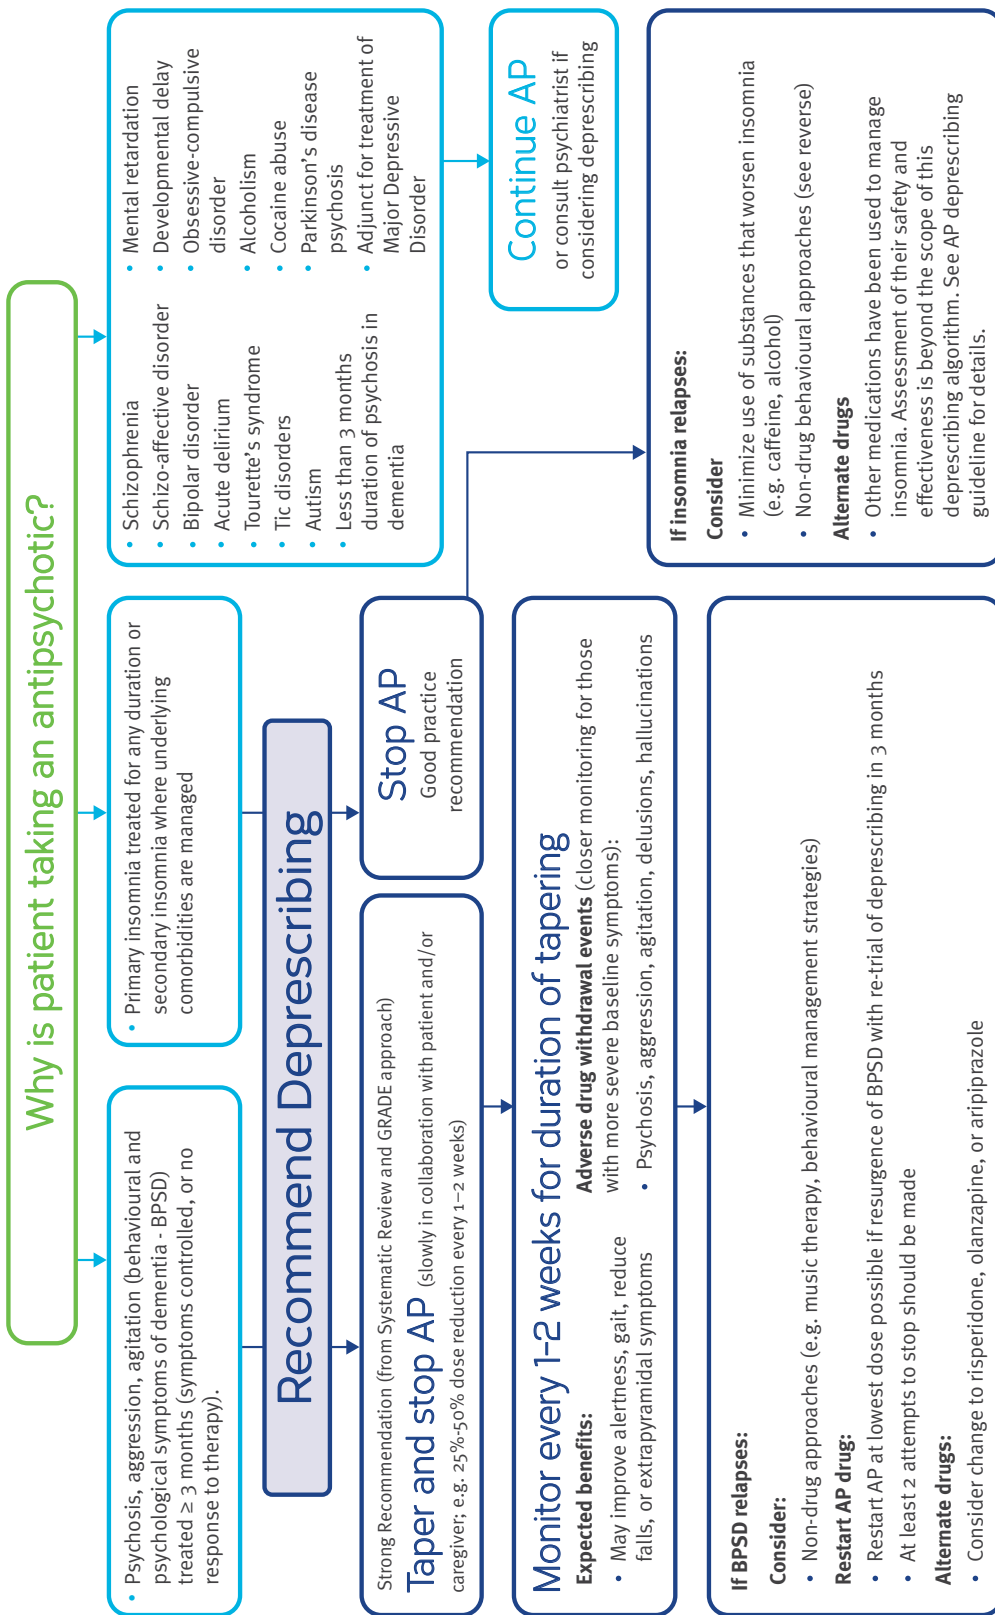 Why is patient taking an antipsychotic?
• Psychosis, aggression, agitation (behavioural and
psychological symptoms of dementia - BPSD)
treated ≥ 3 months (symptoms controlled, or no
response to therapy).
• Primary insomnia treated for any duration or
secondary insomnia where underlying
comorbidities are managed
• Schizophrenia
• Schizo-affective disorder
• Bipolar disorder
• Acute delirium
• Tourette's syndrome
• Tic disorders
• Autism
• Less than 3 months
duration of psychosis in
dementia
• Mental retardation
• Developmental delay
• Obsessive-compulsive
disorder
• Alcoholism
• Cocaine abuse
• Parkinson's disease
psychosis
• Adjunct for treatment of
Major Depressive
Disorder
Recommend Deprescribing
Strong Recommendation (from Systematic Review and GRADE approach)
Taper and stop AP (slowly in collaboration with patient and/or
caregiver; e.g. 25%-50% dose reduction every 1–2 weeks)
Stop AP
Good practice
recommendation
Continue AP
or consult psychiatrist if
considering deprescribing
Monitor every 1–2 weeks for duration of tapering
Expected benefits:
• May improve alertness, gait, reduce
falls, or extrapyramidal symptoms
Adverse drug withdrawal events (closer monitoring for those
with more severe baseline symptoms):
• Psychosis, aggression, agitation, delusions, hallucinations
If BPSD relapses:
Consider:
• Non-drug approaches (e.g. music therapy, behavioural management strategies)
Restart AP drug:
• Restart AP at lowest dose possible if resurgence of BPSD with re-trial of deprescribing in 3 months
• At least 2 attempts to stop should be made
Alternate drugs:
• Consider change to risperidone, olanzapine, or aripiprazole
If insomnia relapses:
Consider
• Minimize use of substances that worsen insomnia
(e.g. caffeine, alcohol)
• Non-drug behavioural approaches (see reverse)
Alternate drugs
• Other medications have been used to manage
insomnia. Assessment of their safety and
effectiveness is beyond the scope of this
deprescribing algorithm. See AP deprescribing
guideline for details.